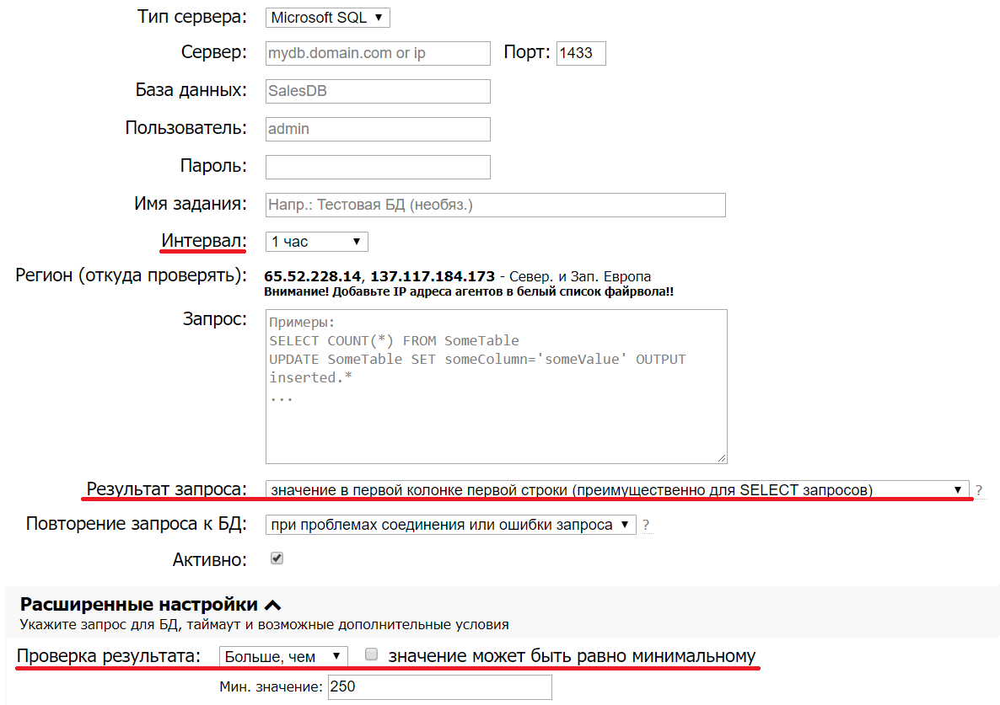 Тип сервера: Microsoft SQL ▼
Сервер: mydb.domain.com or ip Порт: 1433
База данных: SalesDB
Пользователь: admin
Пароль:
Имя задания: Напр.: Тестовая БД (необяз.)
Интервал: 1 час ▼
Регион (откуда проверять): 65.52.228.14, 137.117.184.173 - Север. и Зап. Европа
Внимание! Добавьте IP адреса агентов в белый список файрвола!!
Запрос: Примеры:
SELECT COUNT(*) FROM SomeTable
UPDATE SomeTable SET someColumn='someValue' OUTPUT
inserted.*
...
Результат запроса: значение в первой колонке первой строки (преимущественно для SELECT запросов) ▼ ?
Повторение запроса к БД: при проблемах соединения или ошибки запроса ▼ ?
Активно:
Расширенные настройки
Укажите запрос для БД, таймаут и возможные дополнительные условия
Проверка результата: Больше, чем ▼ значение может быть равно минимальному
Мин. значение: 250